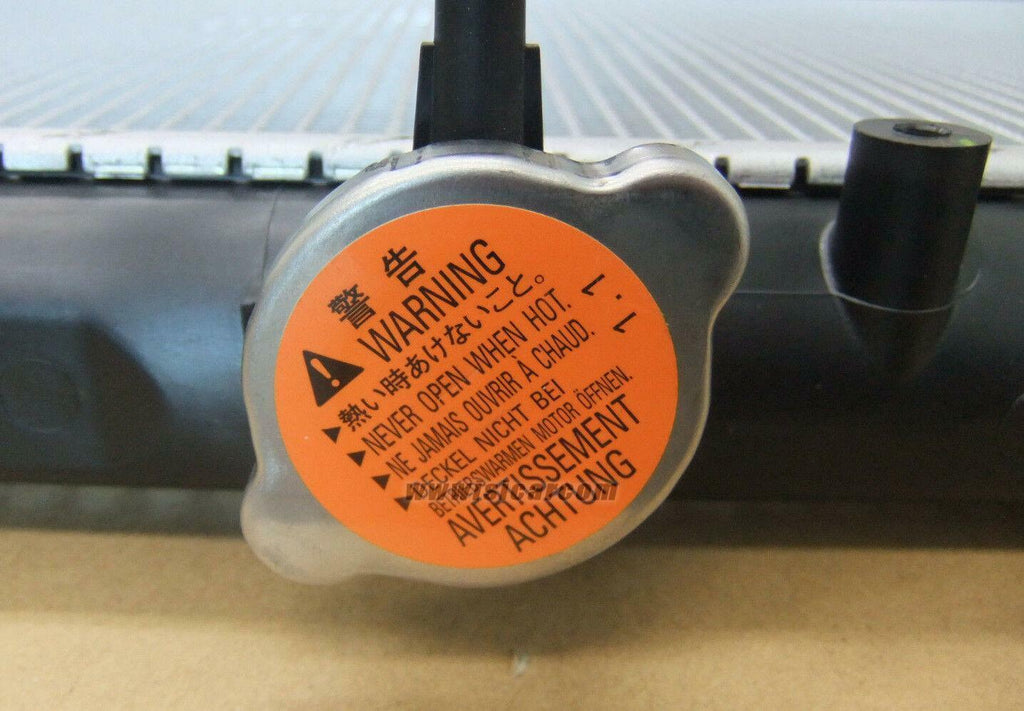 警告
WARNING
熱い時あけないこと。
NEVER OPEN WHEN HOT.
1.1
NE JAMAIS OUVRIR À CHAUD.
DECKEL NICHT BEI
BETRIEBSWARMEN MOTOR ÖFFNEN.
AVERTISSEMENT
ACHTUNG